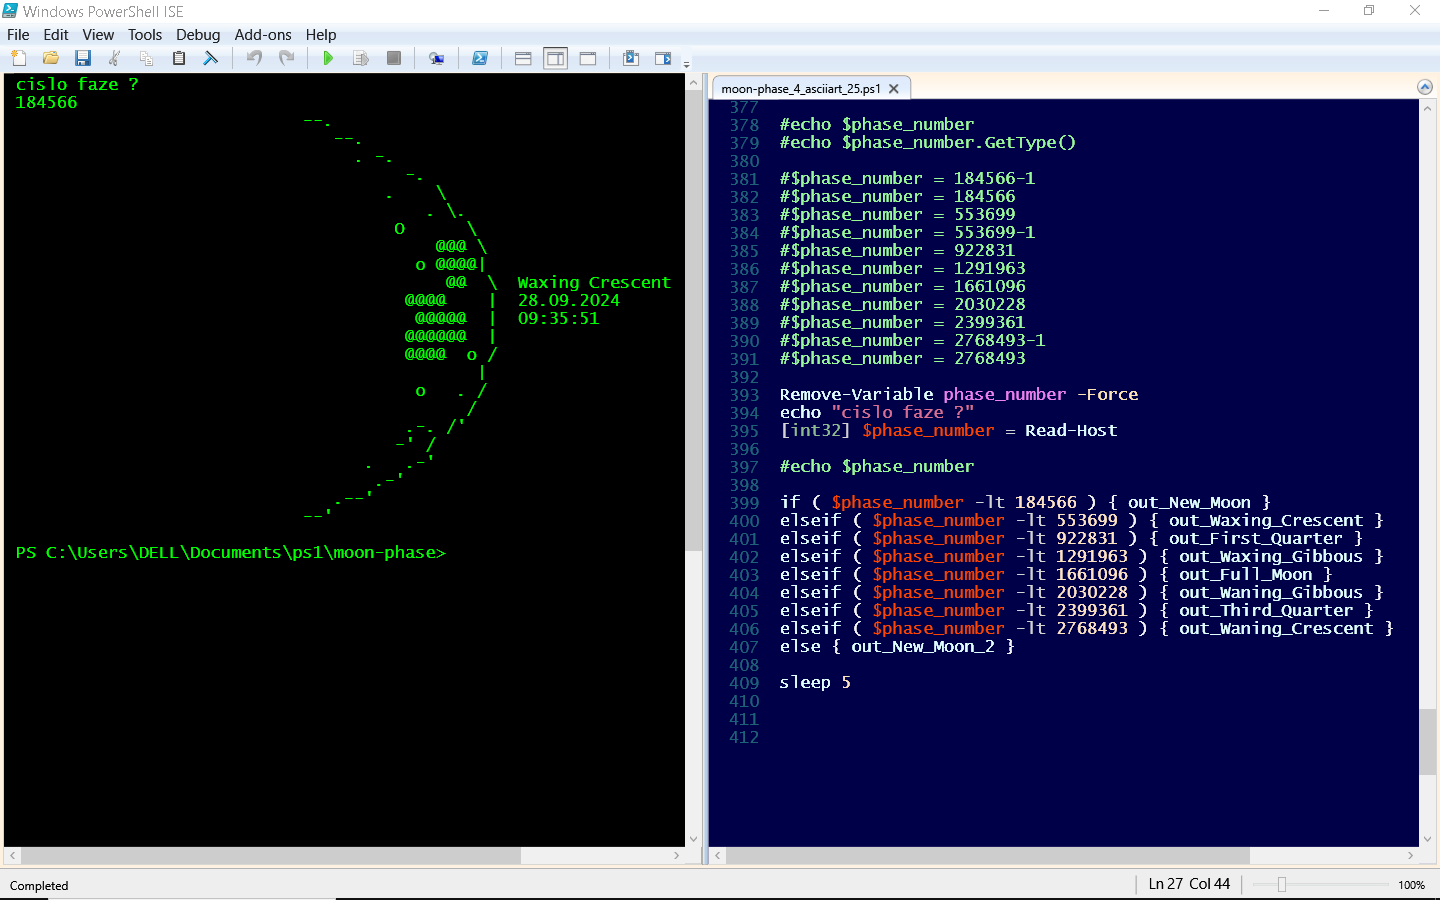 Windows PowerShell ISE
File Edit View Tools Debug Add-ons Help
cislo faze ?
184566
--.
--.
. -.
-.
. \
. \.
O \
@@@ \
o @@@@|
@@ \ Waxing Crescent
@@@@ | 28.09.2024
@@@@@ | 09:35:51
@@@@@@ |
@@@@ o /
|
o . /
/
.-. /'
-' /
. .-'
.-'
.--'
--'
PS C:\Users\DELL\Documents\ps1\moon-phase>
moon-phase_4_asciiart_25.ps1
377
378 #echo $phase_number
379 #echo $phase_number.GetType()
380
381 #$phase_number = 184566-1
382 #$phase_number = 184566
383 #$phase_number = 553699
384 #$phase_number = 553699-1
385 #$phase_number = 922831
386 #$phase_number = 1291963
387 #$phase_number = 1661096
388 #$phase_number = 2030228
389 #$phase_number = 2399361
390 #$phase_number = 2768493-1
391 #$phase_number = 2768493
392
393 Remove-Variable phase_number -Force
394 echo "cislo faze ?"
395 [int32] $phase_number = Read-Host
396
397 #echo $phase_number
398
399 if ( $phase_number -lt 184566 ) { out_New_Moon }
400 elseif ( $phase_number -lt 553699 ) { out_Waxing_Crescent }
401 elseif ( $phase_number -lt 922831 ) { out_First_Quarter }
402 elseif ( $phase_number -lt 1291963 ) { out_Waxing_Gibbous }
403 elseif ( $phase_number -lt 1661096 ) { out_Full_Moon }
404 elseif ( $phase_number -lt 2030228 ) { out_Waning_Gibbous }
405 elseif ( $phase_number -lt 2399361 ) { out_Third_Quarter }
406 elseif ( $phase_number -lt 2768493 ) { out_Waning_Crescent }
407 else { out_New_Moon_2 }
408
409 sleep 5
410
411
412
Completed
Ln 27 Col 44
100%